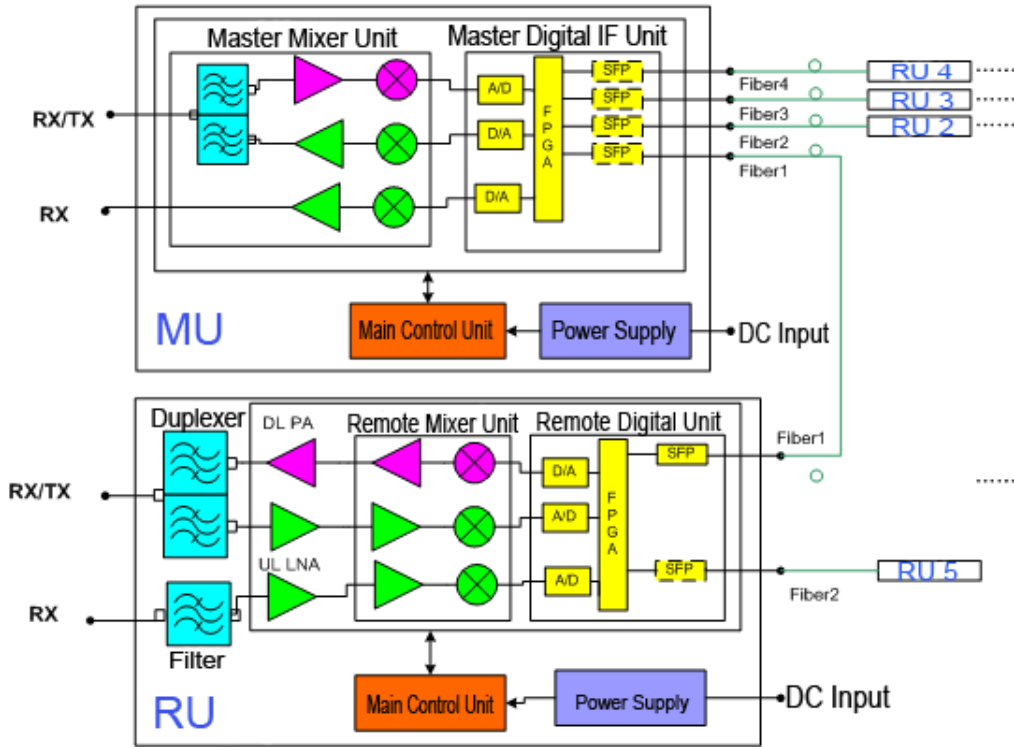 Master Mixer Unit
Master Digital IF Unit
RX/TX
RX
A/D
D/A
D/A
FPGA
SFP
SFP
SFP
SFP
Fiber4
Fiber3
Fiber2
Fiber1
RU 4
RU 3
RU 2
MU
Main Control Unit
Power Supply
DC Input
Duplexer
DL PA
Remote Mixer Unit
Remote Digital Unit
RX/TX
UL LNA
RX
Filter
D/A
A/D
A/D
FPGA
SFP
SFP
Fiber1
Fiber2
RU 5
RU
Main Control Unit
Power Supply
DC Input